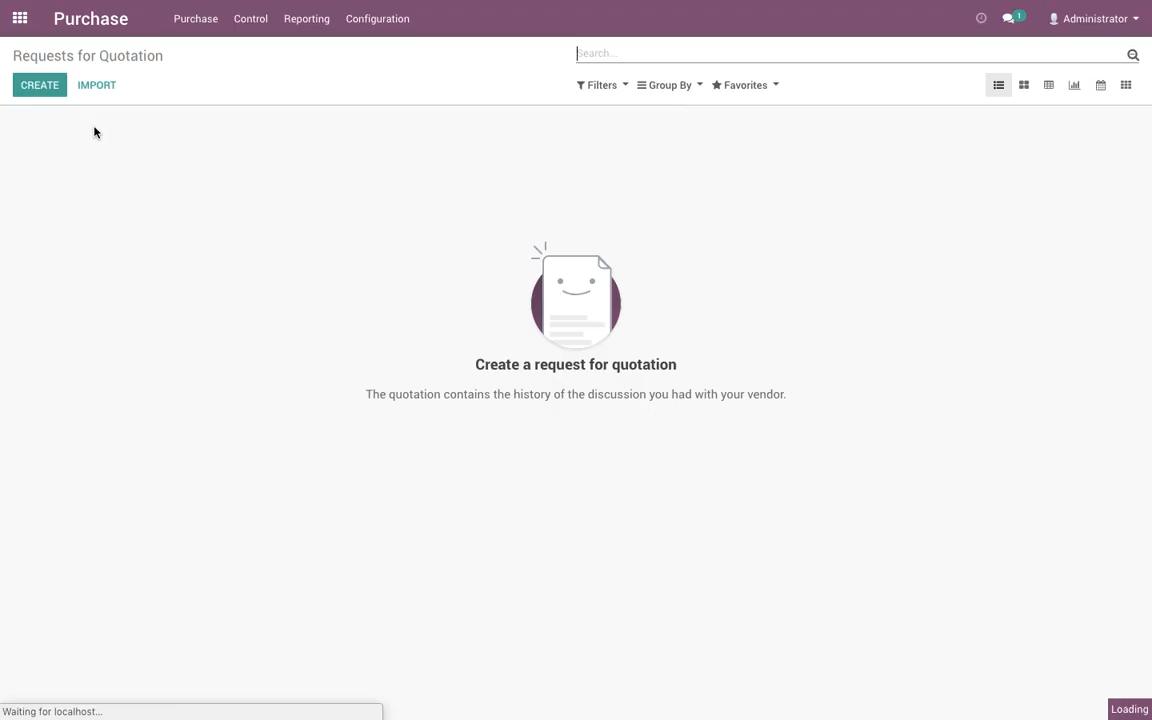 Purchase
Purchase
Control
Reporting
Configuration
1
Administrator
Requests for Quotation
Search...
CREATE
IMPORT
Filters
Group By
Favorites
Create a request for quotation
The quotation contains the history of the discussion you had with your vendor.
Waiting for localhost...
Loading